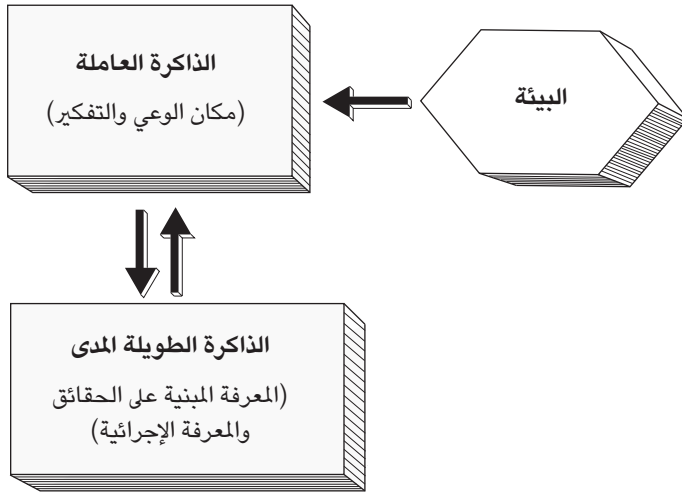 الذاكرة العاملة
(مكان الوعي والتفكير)
البيئة
الذاكرة الطويلة المدى
(المعرفة المبنية على الحقائق
والمعرفة الإجرائية)